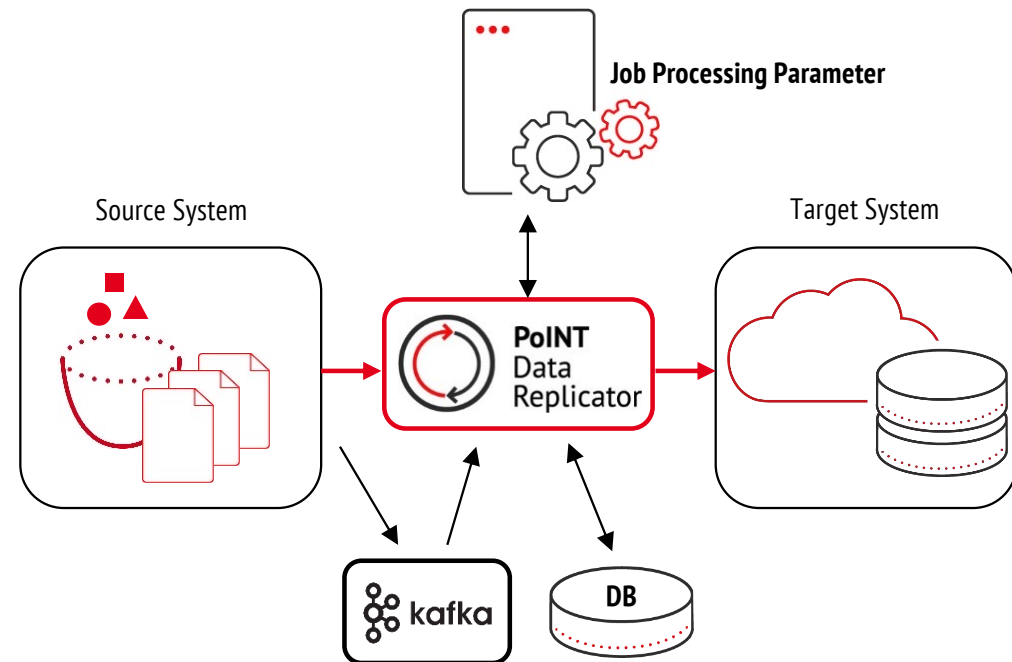 Job Processing Parameter
Source System
Target System
PoINT
Data
Replicator
kafka
DB